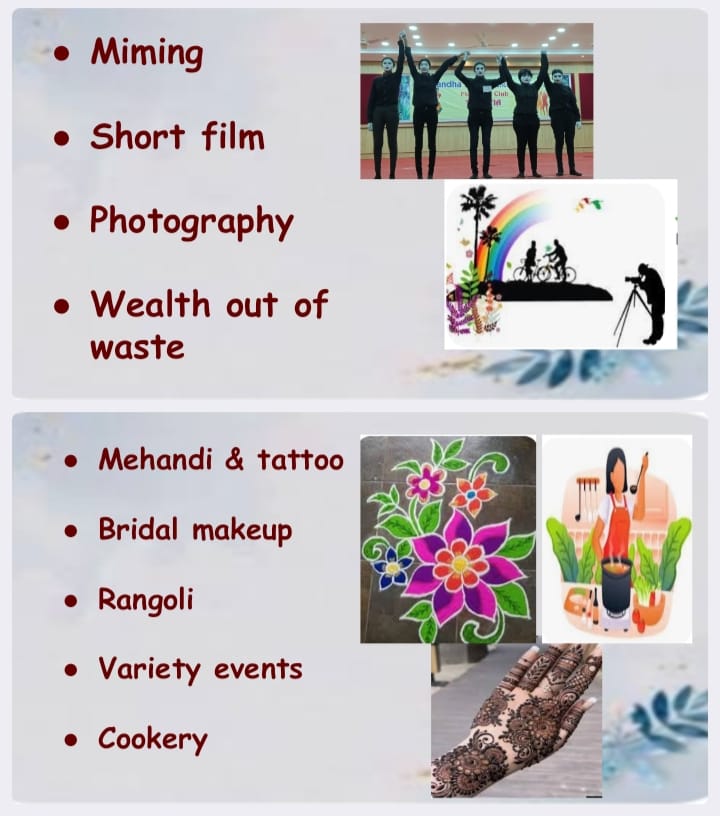 • Miming
• Short film
• Photography
• Wealth out of
waste
• Mehandi & tattoo
• Bridal makeup
• Rangoli
• Variety events
• Cookery